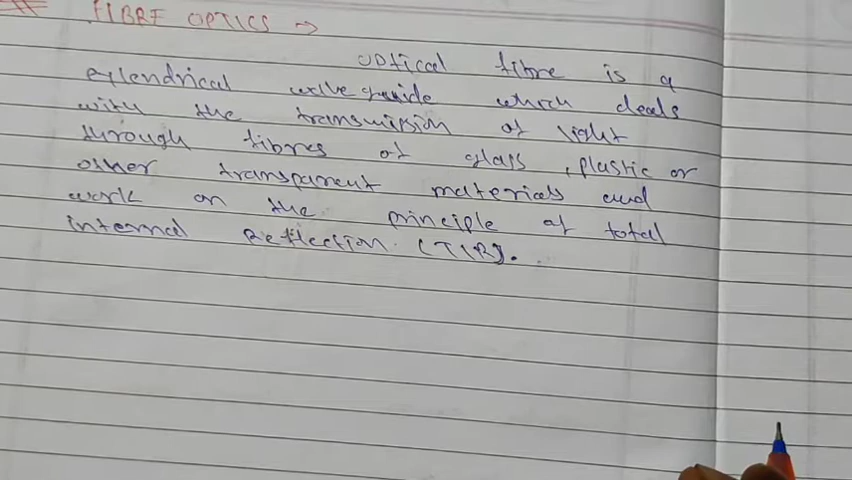 FIBRE OPTICS →
optical fibre is a
cylendrical wave guide which deals
with the transmission of light
through fibres of glass, plastic or
other transparent materials and
work on the principle of total
internal Reflection. (TIR).